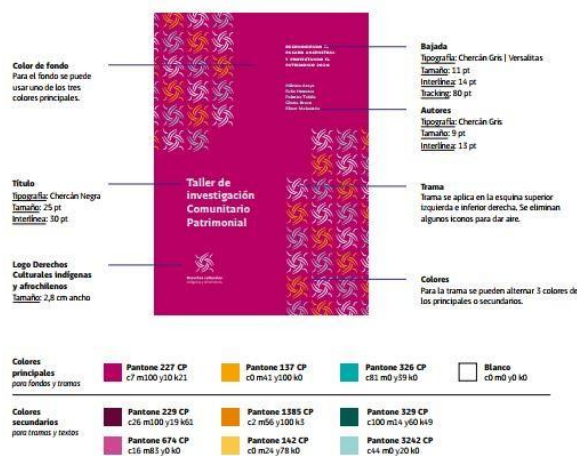 Color de fondo
Para el fondo se puede
usar uno de los tres
colores principales.
Título
Tipografía: Chercán Negra
Tamaño: 25 pt
Interlínea: 30 pt
Logo Derechos
Culturales indígenas
y afrochilenos
Tamaño: 2,8 cm ancho
Taller de
investigación
Comunitario
Patrimonial
Bajada
Tipografía: Chercán Gris | Versalitas
Tamaño: 11 pt
Interlínea: 14 pt
Tracking: 80 pt
Autores
Tipografía: Chercán Gris
Tamaño: 9 pt
Interlínea: 13 pt
Trama
Trama se aplica en la esquina superior
izquierda e inferior derecha. Se eliminan
algunos iconos para dar aire.
Colores
Para la trama se pueden alternar 3 colores de
los principales o secundarios.
Colores
principales
para fondos y tramas
Pantone 227 CP
c7 m100 y10 k21
Pantone 137 CP
c0 m41 y100 k0
Pantone 326 CP
c81 m0 y39 k0
Blanco
c0 m0 y0 k0
Colores
secundarios
para tramas y textos
Pantone 229 CP
c26 m100 y19 k61
Pantone 1385 CP
c2 m56 y100 k3
Pantone 329 CP
c100 m14 y60 k49
Pantone 674 CP
c16 m83 y0 k0
Pantone 142 CP
c0 m24 y78 k0
Pantone 3242 CP
c44 m0 y20 k0